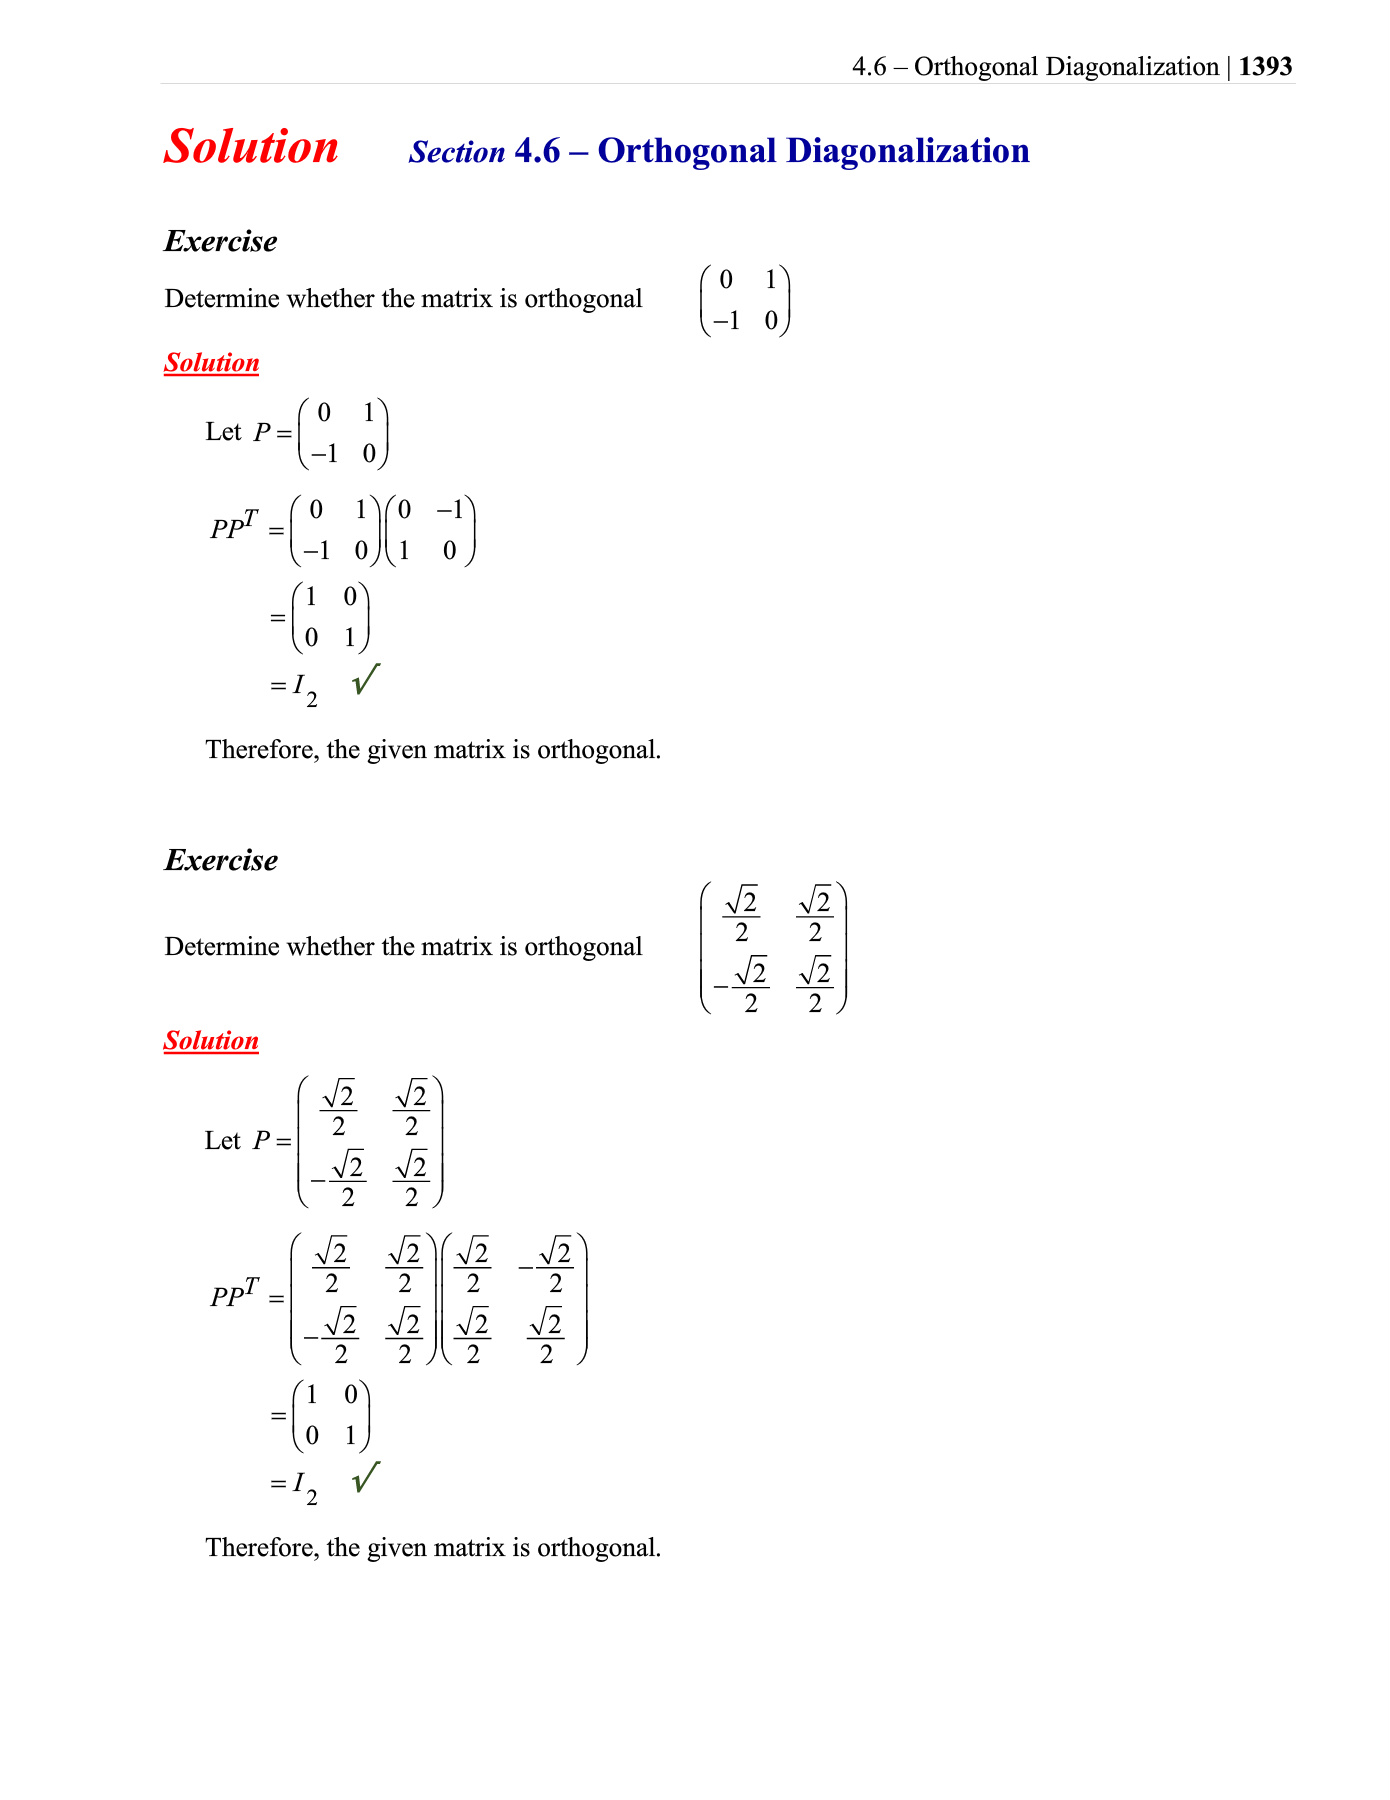 4.6 – Orthogonal Diagonalization | 1393
Solution Section 4.6 – Orthogonal Diagonalization
Exercise
Determine whether the matrix is orthogonal $\begin{pmatrix} 0 & 1 \\ -1 & 0 \end{pmatrix}$
Solution
Let $P = \begin{pmatrix} 0 & 1 \\ -1 & 0 \end{pmatrix}$
$PP^T = \begin{pmatrix} 0 & 1 \\ -1 & 0 \end{pmatrix} \begin{pmatrix} 0 & -1 \\ 1 & 0 \end{pmatrix}$
$= \begin{pmatrix} 1 & 0 \\ 0 & 1 \end{pmatrix}$
$= I_2$ √
Therefore, the given matrix is orthogonal.
Exercise
Determine whether the matrix is orthogonal $\begin{pmatrix} \frac{\sqrt{2}}{2} & \frac{\sqrt{2}}{2} \\ -\frac{\sqrt{2}}{2} & \frac{\sqrt{2}}{2} \end{pmatrix}$
Solution
Let $P = \begin{pmatrix} \frac{\sqrt{2}}{2} & \frac{\sqrt{2}}{2} \\ -\frac{\sqrt{2}}{2} & \frac{\sqrt{2}}{2} \end{pmatrix}$
$PP^T = \begin{pmatrix} \frac{\sqrt{2}}{2} & \frac{\sqrt{2}}{2} \\ -\frac{\sqrt{2}}{2} & \frac{\sqrt{2}}{2} \end{pmatrix} \begin{pmatrix} \frac{\sqrt{2}}{2} & -\frac{\sqrt{2}}{2} \\ \frac{\sqrt{2}}{2} & \frac{\sqrt{2}}{2} \end{pmatrix}$
$= \begin{pmatrix} 1 & 0 \\ 0 & 1 \end{pmatrix}$
$= I_2$ √
Therefore, the given matrix is orthogonal.